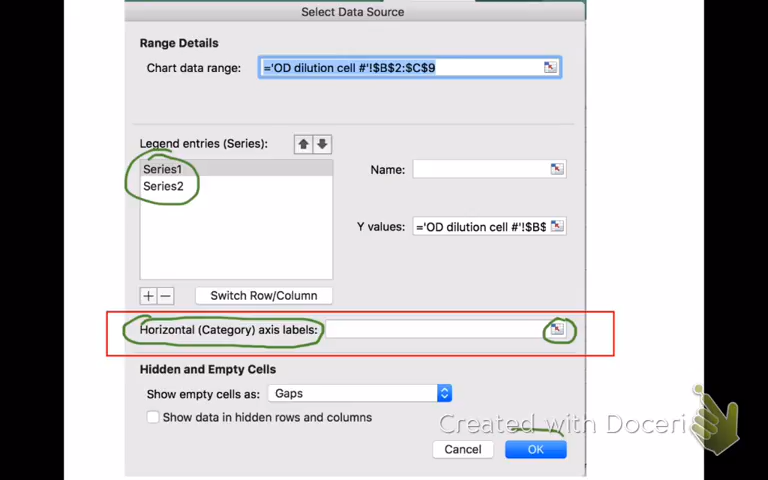 Select Data Source
Range Details
Chart data range: ='OD dilution cell #'!$B$2:$C$9
Legend entries (Series):
Series1
Series2
Name:
Y values: ='OD dilution cell #'!$B$
Switch Row/Column
Horizontal (Category) axis labels:
Hidden and Empty Cells
Show empty cells as: Gaps
Show data in hidden rows and columns
Created with Doceri
Cancel OK